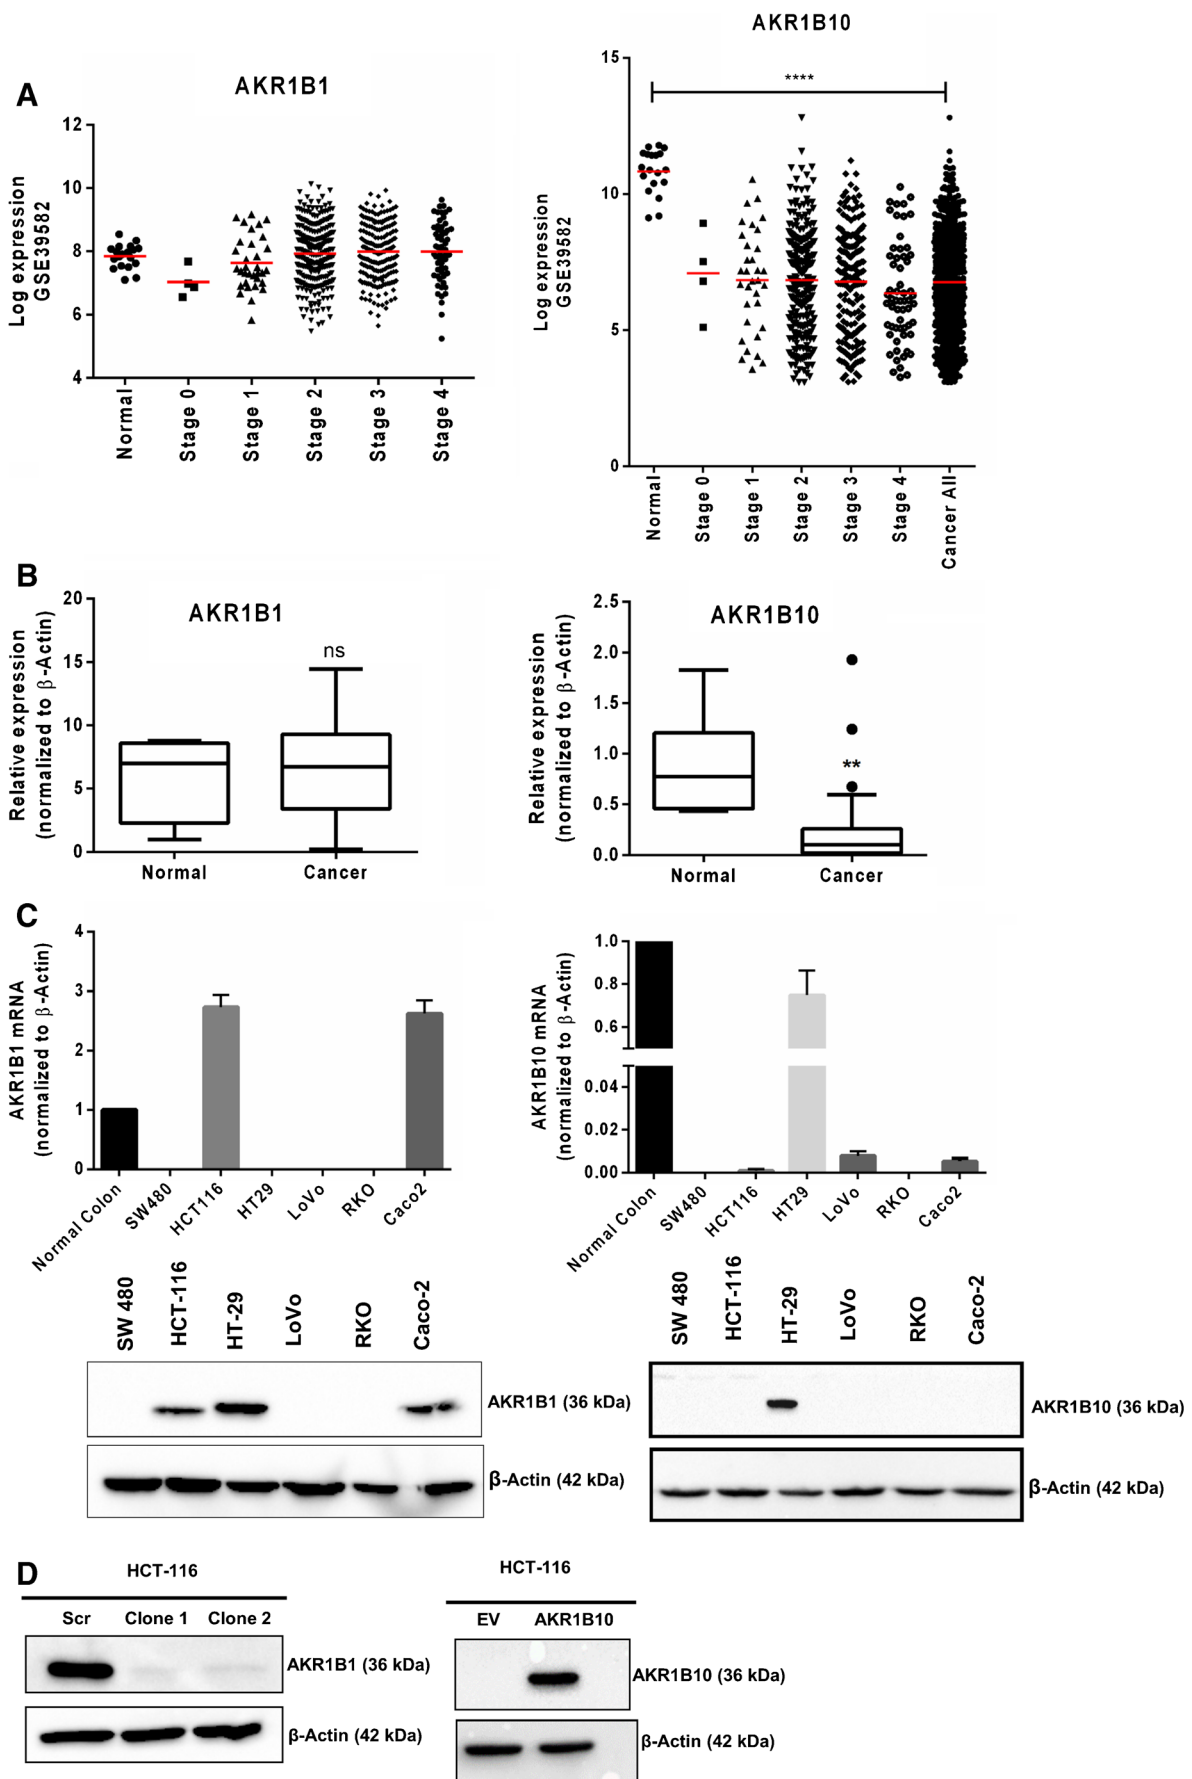 A
AKR1B1
Log expression
GSE39582
12
10
8
6
4
Normal
Stage 0
Stage 1
Stage 2
Stage 3
Stage 4
AKR1B10
****
Log expression
GSE39582
15
10
5
0
Normal
Stage 0
Stage 1
Stage 2
Stage 3
Stage 4
Cancer All
B
AKR1B1
ns
Relative expression
(normalized to β-Actin)
20
15
10
5
0
Normal
Cancer
AKR1B10
**
Relative expression
(normalized to β-Actin)
2.5
2.0
1.5
1.0
0.5
0.0
Normal
Cancer
C
AKR1B1 mRNA
(normalized to β-Actin)
4
3
2
1
0
Normal Colon
SW480
HCT116
HT29
LoVo
RKO
Caco2
AKR1B10 mRNA
(normalized to β-Actin)
1.0
0.8
0.6
0.04
0.02
0.00
Normal Colon
SW480
HCT116
HT29
LoVo
RKO
Caco2
SW 480
HCT-116
HT-29
LoVo
RKO
Caco-2
AKR1B1 (36 kDa)
β-Actin (42 kDa)
SW 480
HCT-116
HT-29
LoVo
RKO
Caco-2
AKR1B10 (36 kDa)
β-Actin (42 kDa)
D
HCT-116
Scr Clone 1 Clone 2
AKR1B1 (36 kDa)
β-Actin (42 kDa)
HCT-116
EV AKR1B10
AKR1B10 (36 kDa)
β-Actin (42 kDa)